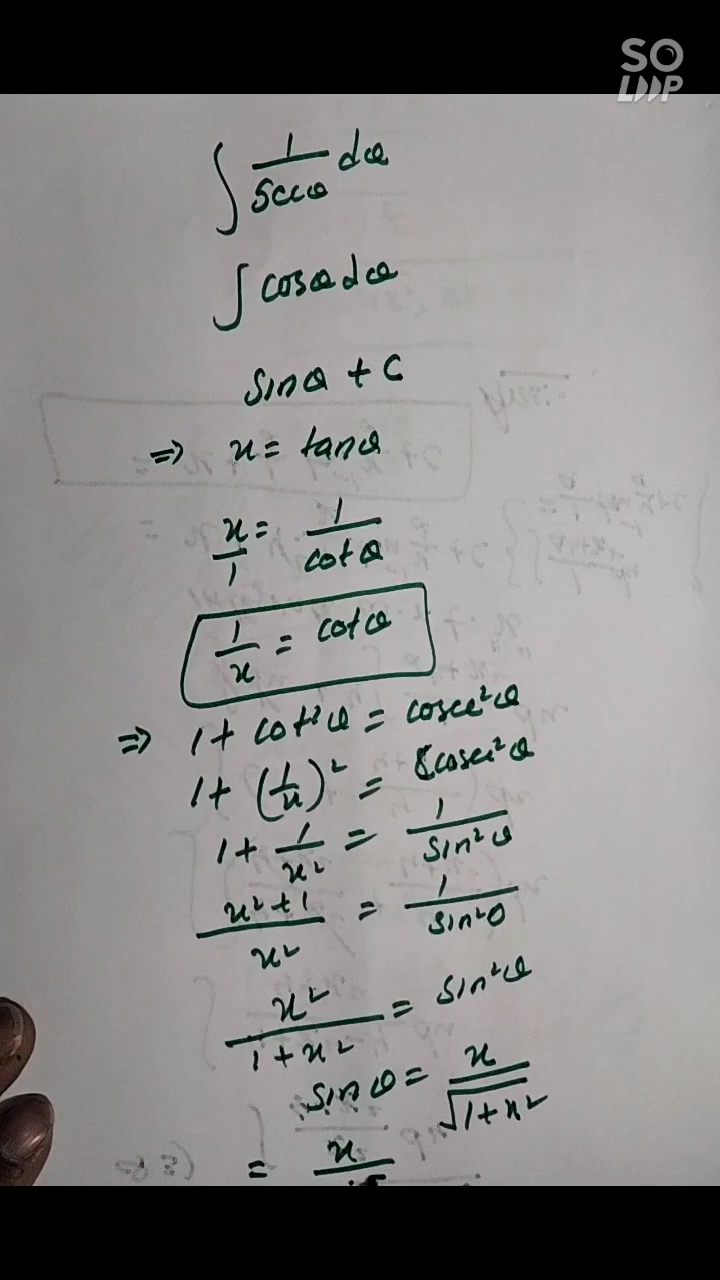 SO
LOOP
∫ 1/secθ dθ
∫ cosθ dθ
sinθ + c
⇒ x = tanθ
x/1 = 1/cotθ
1/x = cotθ
⇒ 1 + cot²θ = cosec²θ
1 + (1/x)² = cosec²θ
1 + 1/x² = 1/sin²θ
x² + 1/x² = 1/sin²θ
x²/1 + x² = sin²θ
sinθ = x/√1 + x²
= x